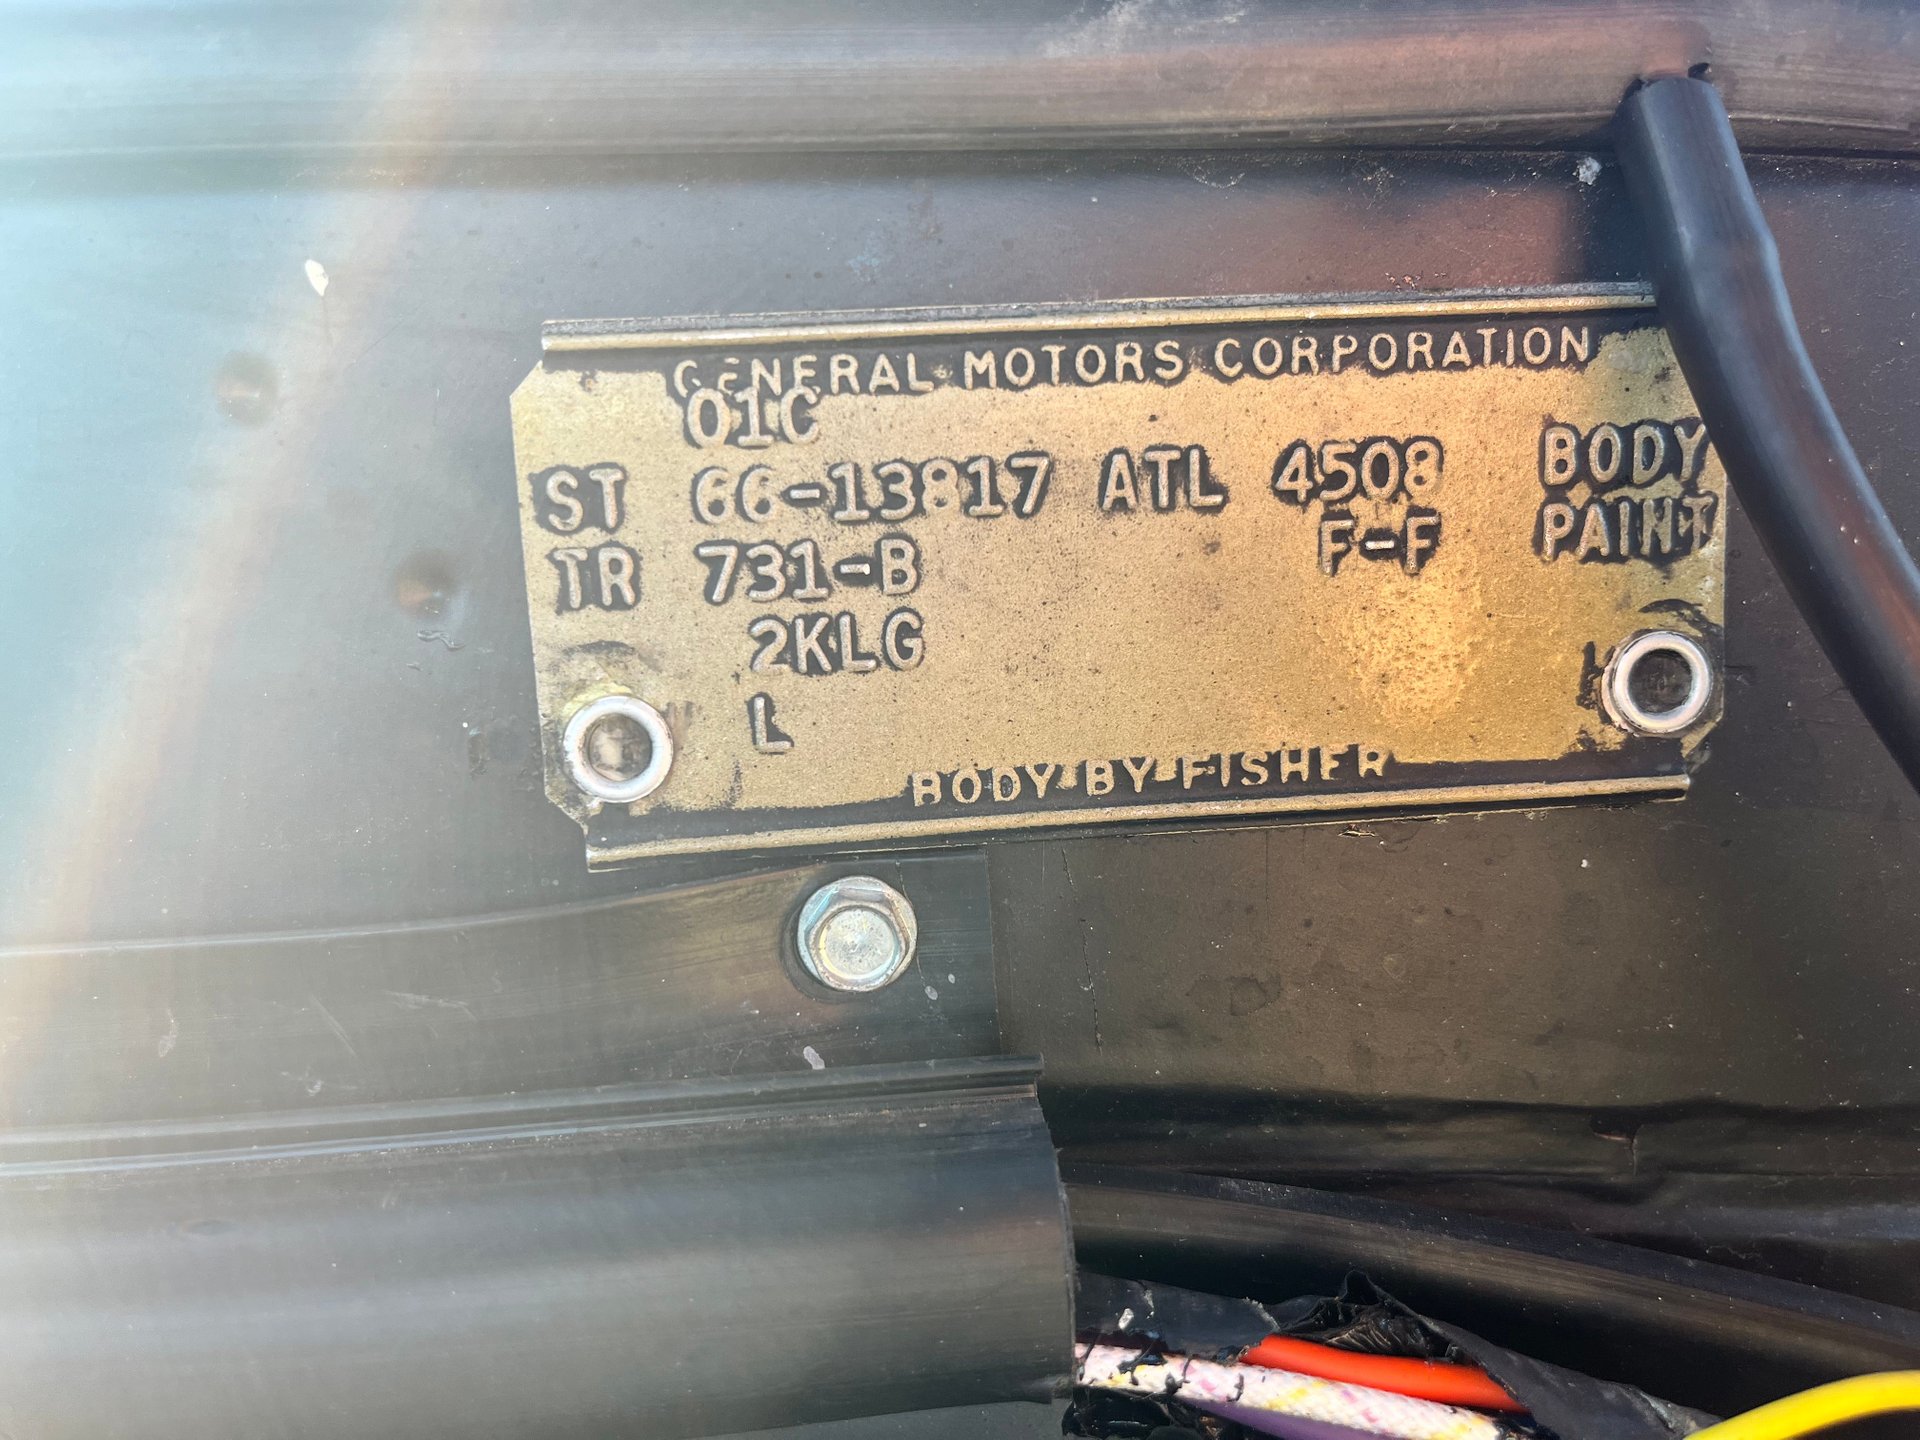 GENERAL MOTORS CORPORATION
01C
ST 66-13817 ATL 4508 BODY
TR 731-B F-F PAINT
2KLG
L
BODY BY FISHER